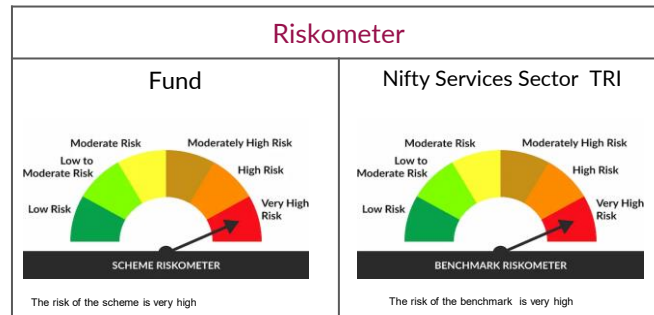 Riskometer
Fund
Nifty Services Sector TRI
Moderate Risk
Moderately High Risk
Low to
Moderate Risk
High Risk
Low Risk
Very High
Risk
SCHEME RISKOMETER
The risk of the scheme is very high
Moderate Risk
Moderately High Risk
Low to
Moderate Risk
High Risk
Low Risk
Very High
Risk
BENCHMARK RISKOMETER
The risk of the benchmark is very high